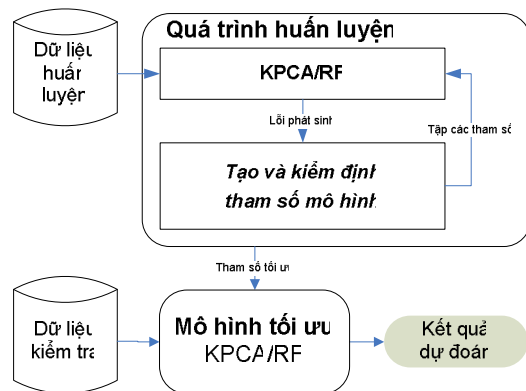 Dữ liệu
huấn
luyện
Quá trình huấn luyện
KPCA/RF
Lỗi phát sinh
Tập các tham số
Tạo và kiểm định
tham số mô hình
Tham số tối ưu
Dữ liệu
kiểm tra
Mô hình tối ưu
KPCA/RF
Kết quả
dự đoán